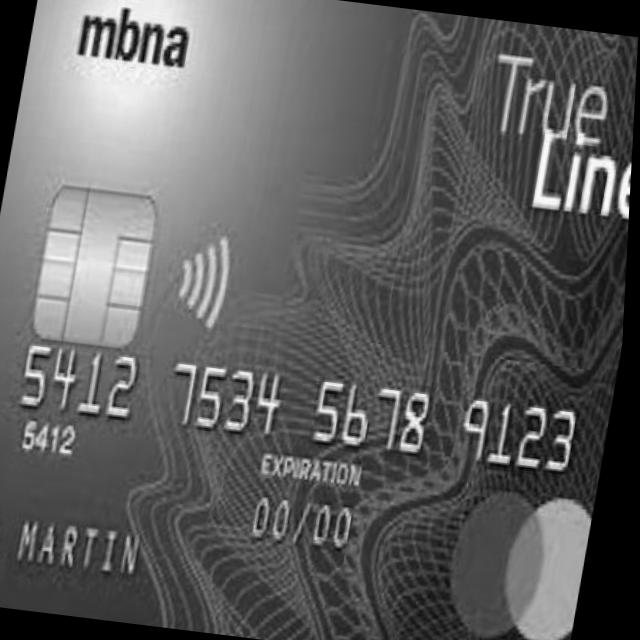 mbna
True
Line
5412 7534 5678 9123
5412
EXPIRATION
00/00
MARTIN